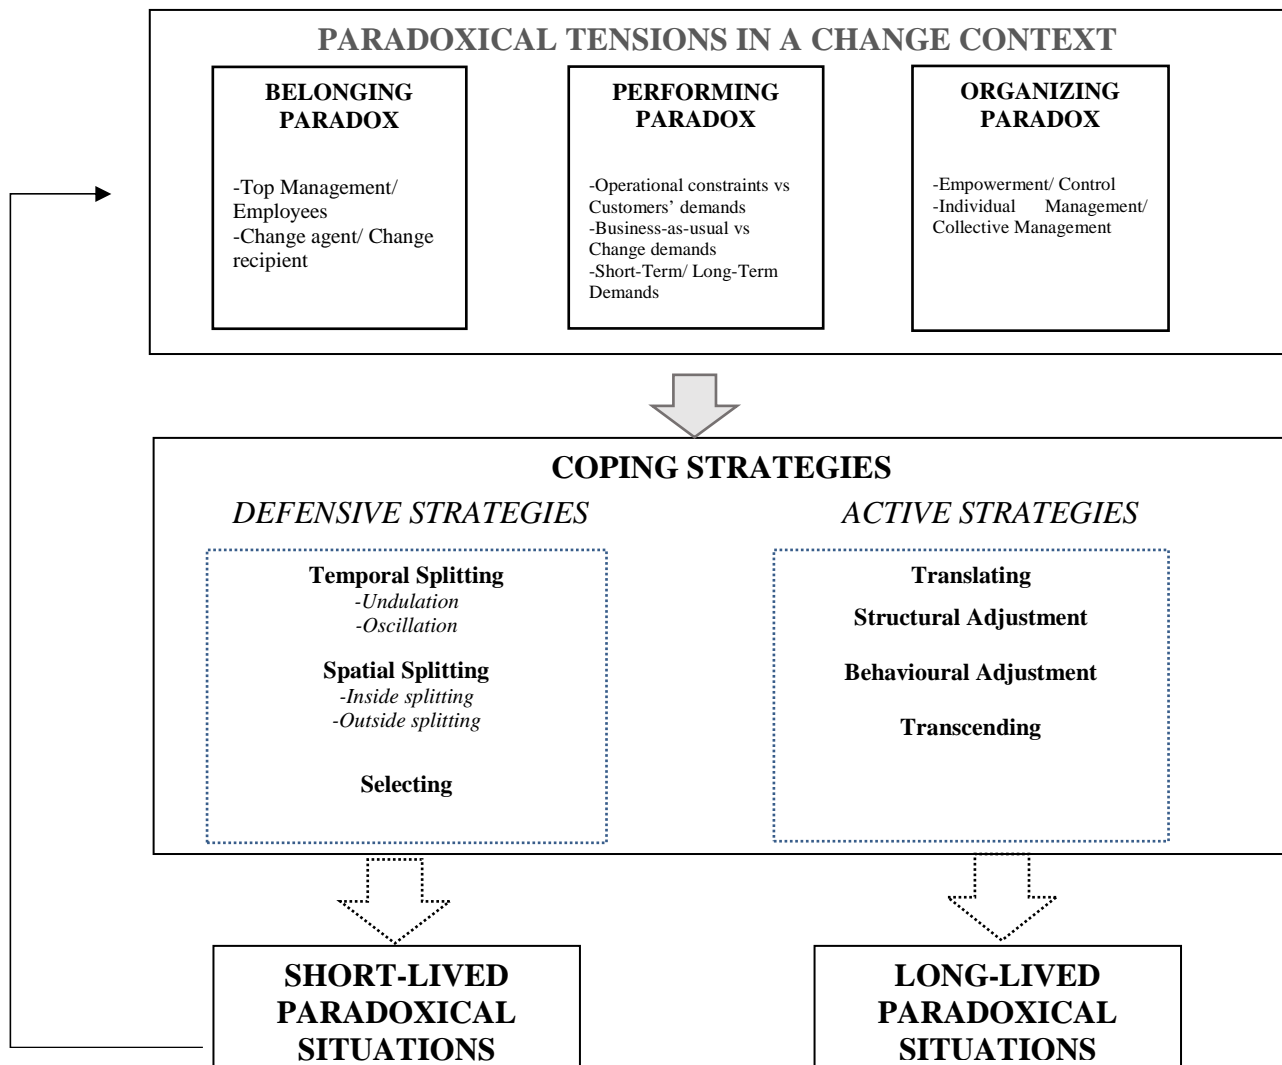 PARADOXICAL TENSIONS IN A CHANGE CONTEXT
BELONGING
PARADOX
-Top Management/
Employees
-Change agent/ Change
recipient
PERFORMING
PARADOX
-Operational constraints vs
Customers’ demands
-Business-as-usual vs
Change demands
-Short-Term/ Long-Term
Demands
ORGANIZING
PARADOX
-Empowerment/ Control
-Individual Management/
Collective Management
COPING STRATEGIES
DEFENSIVE STRATEGIES
Temporal Splitting
-Undulation
-Oscillation
Spatial Splitting
-Inside splitting
-Outside splitting
Selecting
ACTIVE STRATEGIES
Translating
Structural Adjustment
Behavioural Adjustment
Transcending
SHORT-LIVED
PARADOXICAL
SITUATIONS
LONG-LIVED
PARADOXICAL
SITUATIONS